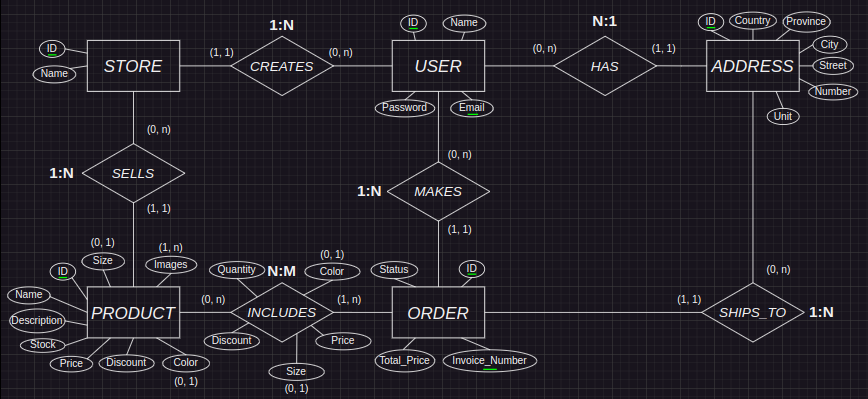 1:N
N:1
ID
Name
ID
Country
Province
ID
Name
STORE
(1, 1)
CREATES
(0, n)
USER
(0, n)
HAS
(1, 1)
ADDRESS
City
Street
Number
Unit
Password
Email
(0, n)
(0, n)
1:N
SELLS
1:N
MAKES
(1, 1)
(1, 1)
(0, 1)
(1, n)
(0, 1)
(0, n)
ID
Size
Images
Quantity
N:M
Color
Status
ID
Name
Description
Stock
PRODUCT
(0, n)
INCLUDES
(1, n)
ORDER
(1, 1)
SHIPS_TO
1:N
Price
Discount
Color
(0, 1)
Discount
Price
Size
(0, 1)
Total_Price
Invoice_Number